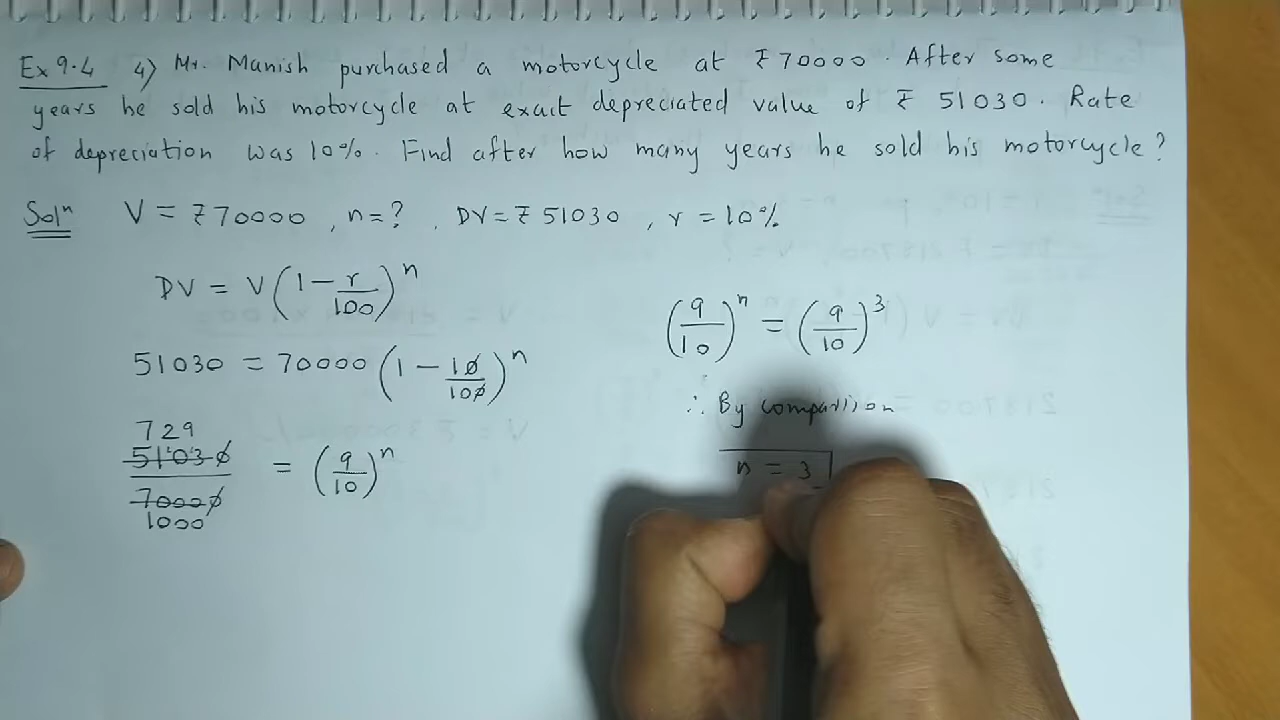 Ex 9.4 4) Mr. Manish purchased a motorcycle at ₹70000. After some
years he sold his motorcycle at exact depreciated value of ₹ 51030. Rate
of depreciation was 10%. Find after how many years he sold his motorcycle?
Solⁿ V = ₹70000, n=?, DV=₹51030, r = 10%
DV = V(1 - r/100)ⁿ
51030 = 70000(1 - 10/100)ⁿ
729
51030/70000 = (9/10)ⁿ
1000
(9/10)ⁿ = (9/10)³
∴ By comparison
n = 3